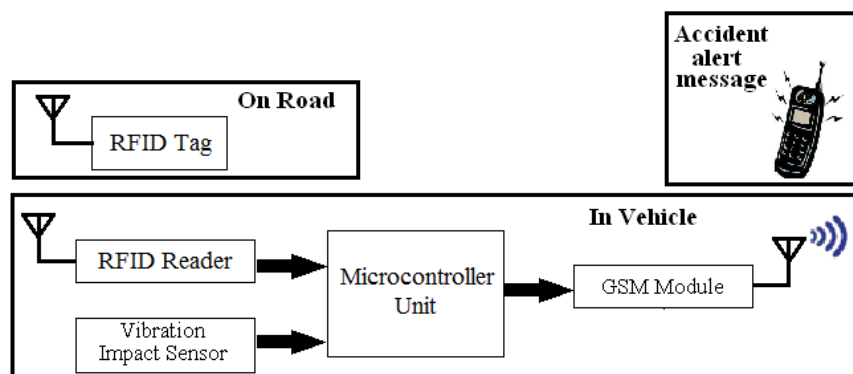 Accident
alert
message
On Road
RFID Tag
In Vehicle
RFID Reader
Microcontroller
Unit
GSM Module
Vibration
Impact Sensor